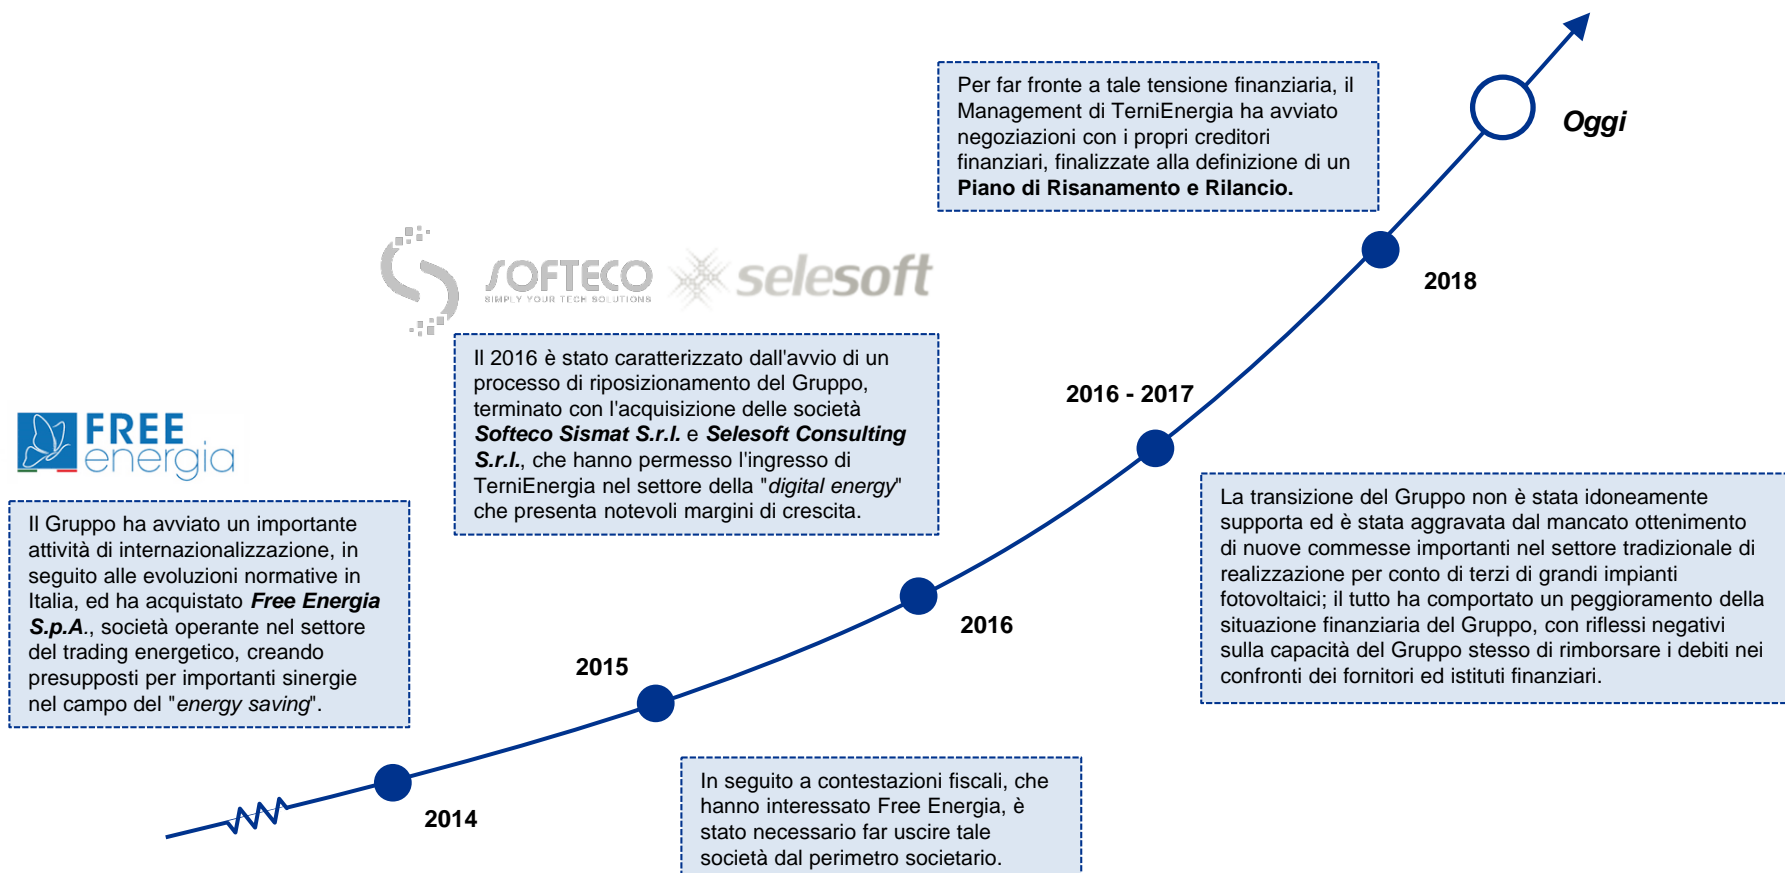 Per far fronte a tale tensione finanziaria, il
Management di TerniEnergia ha avviato
negoziazioni con i propri creditori
finanziari, finalizzate alla definizione di un
Piano di Risanamento e Rilancio.
Oggi
2018
SOFTECO
SIMPLY YOUR TECH SOLUTIONS
selesoft
Il 2016 è stato caratterizzato dall'avvio di un
processo di riposizionamento del Gruppo,
terminato con l'acquisizione delle società
Softeco Sismat S.r.l. e Selesoft Consulting
S.r.l., che hanno permesso l'ingresso di
TerniEnergia nel settore della "digital energy"
che presenta notevoli margini di crescita.
2016 - 2017
FREE
energia
Il Gruppo ha avviato un importante
attività di internazionalizzazione, in
seguito alle evoluzioni normative in
Italia, ed ha acquistato Free Energia
S.p.A., società operante nel settore
del trading energetico, creando
presupposti per importanti sinergie
nel campo del "energy saving".
La transizione del Gruppo non è stata idoneamente
supporta ed è stata aggravata dal mancato ottenimento
di nuove commesse importanti nel settore tradizionale di
realizzazione per conto di terzi di grandi impianti
fotovoltaici; il tutto ha comportato un peggioramento della
situazione finanziaria del Gruppo, con riflessi negativi
sulla capacità del Gruppo stesso di rimborsare i debiti nei
confronti dei fornitori ed istituti finanziari.
2016
2015
2014
In seguito a contestazioni fiscali, che
hanno interessato Free Energia, è
stato necessario far uscire tale
società dal perimetro societario.